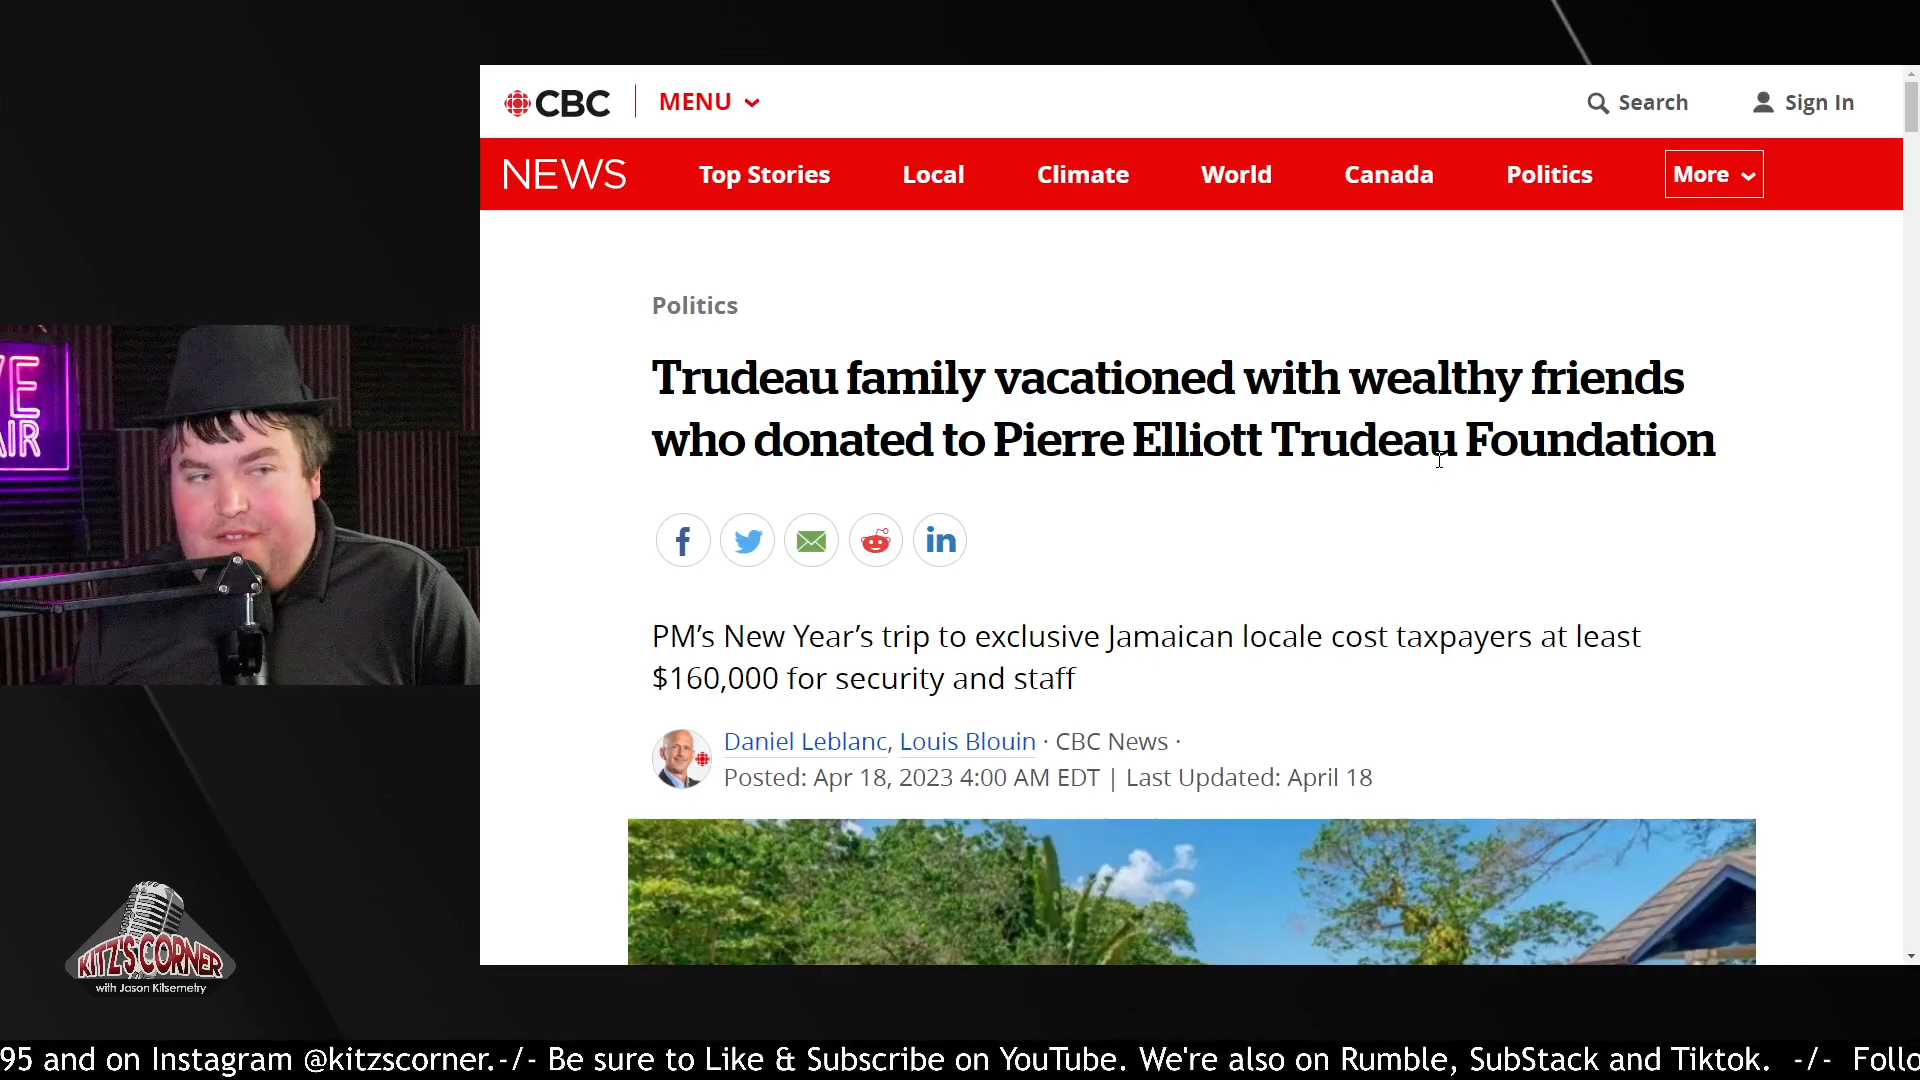 CBC MENU Search Sign In
NEWS Top Stories Local Climate World Canada Politics More
Politics
Trudeau family vacationed with wealthy friends
who donated to Pierre Elliott Trudeau Foundation
f in
PM’s New Year’s trip to exclusive Jamaican locale cost taxpayers at least
$160,000 for security and staff
Daniel Leblanc, Louis Blouin · CBC News ·
Posted: Apr 18, 2023 4:00 AM EDT | Last Updated: April 18
VE
AIR
KITZ'S CORNER
with Jason Kitsemetry
95 and on Instagram @kitzscorner.-/- Be sure to Like & Subscribe on YouTube. We're also on Rumble, SubStack and Tiktok. -/- Follo